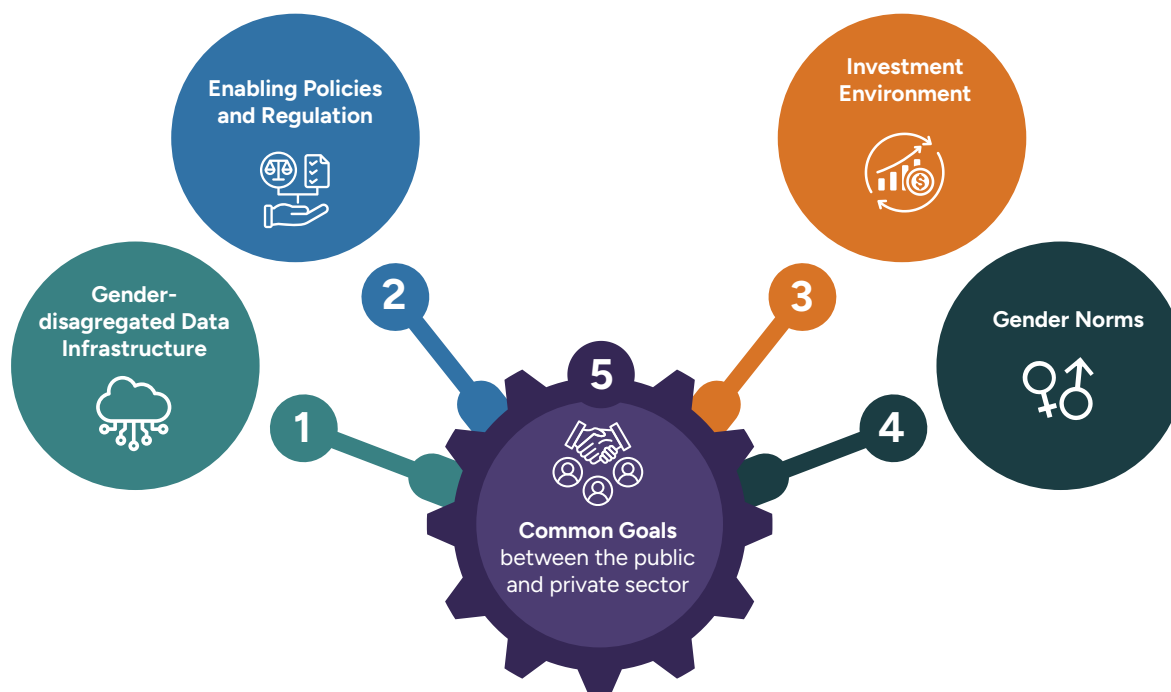 Enabling Policies
and Regulation
Investment
Environment
Gender-
disagregated Data
Infrastructure
Gender Norms
1
2
3
4
5
Common Goals
between the public
and private sector